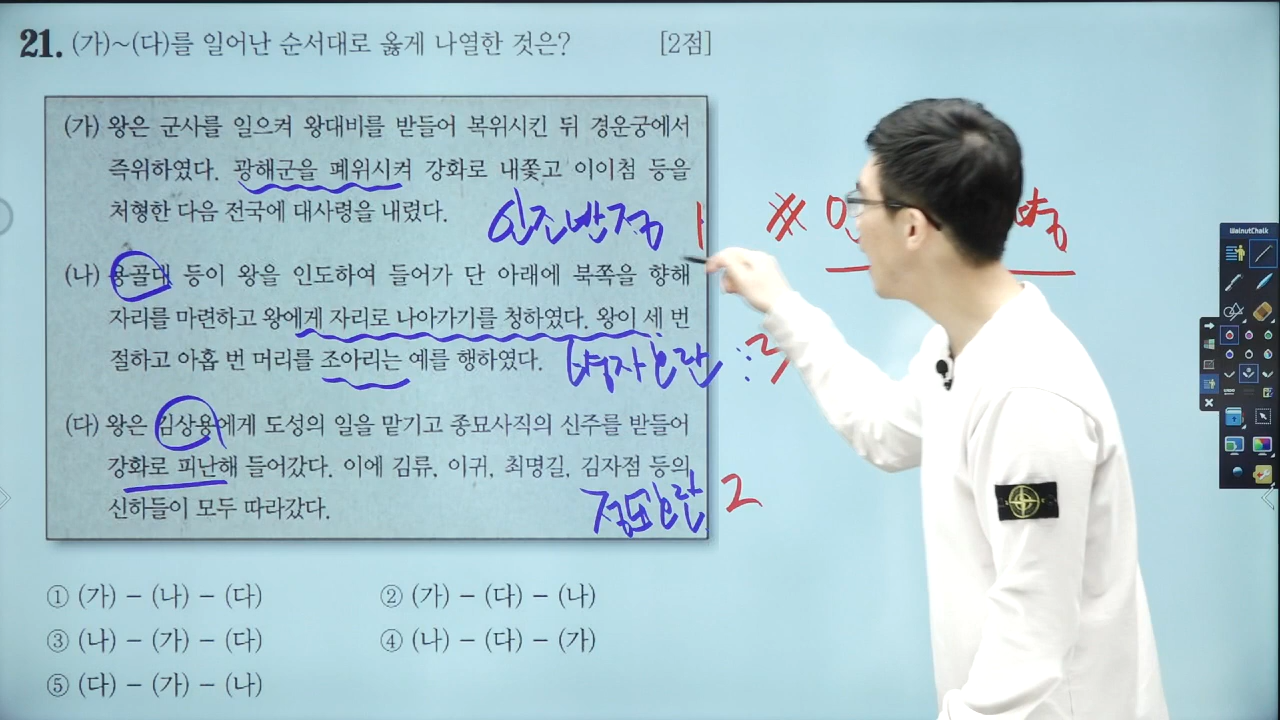 21. (가)~(다)를 일어난 순서대로 옳게 나열한 것은? [2점]
(가) 왕은 군사를 일으켜 왕대비를 받들어 복위시킨 뒤 경운궁에서
즉위하였다. 광해군을 폐위시켜 강화로 내쫓고 이이첨 등을
처형한 다음 전국에 대사령을 내렸다.
인조반정 1
(나) 용골대 등이 왕을 인도하여 들어가 단 아래에 북쪽을 향해
자리를 마련하고 왕에게 자리로 나아가기를 청하였다. 왕이 세 번
절하고 아홉 번 머리를 조아리는 예를 행하였다.
병자호란 : 3
(다) 왕은 김상용에게 도성의 일을 맡기고 종묘사직의 신주를 받들어
강화로 피난해 들어갔다. 이에 김류, 이귀, 최명길, 김자점 등의
신하들이 모두 따라갔다.
정묘호란 2
① (가) - (나) - (다) ② (가) - (다) - (나)
③ (나) - (가) - (다) ④ (나) - (다) - (가)
⑤ (다) - (가) - (나)
WalnutChalk